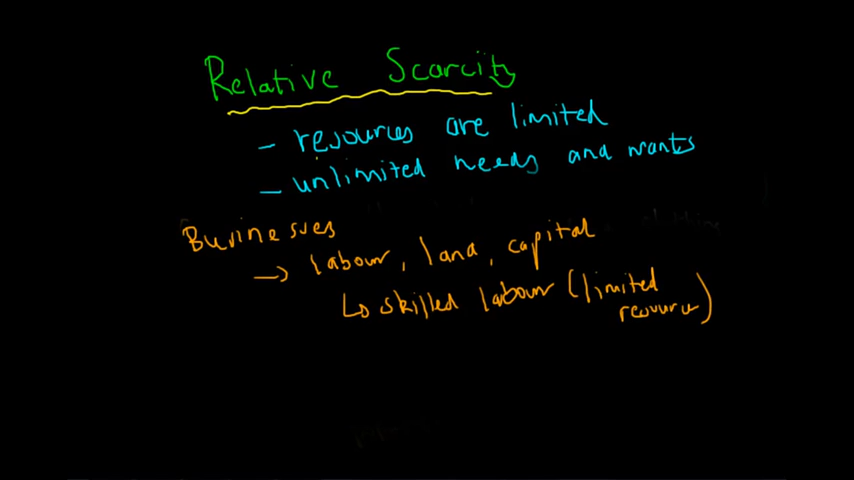 Relative Scarcity
- resources are limited
- unlimited needs and wants
Businesses
→ labour, land, capital
↳ skilled labour (limited
resource)